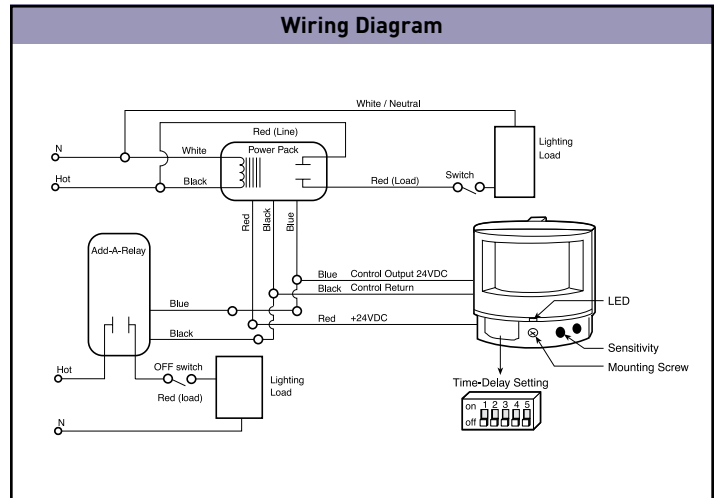 Wiring Diagram
White / Neutral
Red (Line)
N
White
Power Pack
Lighting
Load
Hot
Black
Red (Load)
Switch
Red
Black
Blue
Add-A-Relay
Blue
Control Output 24VDC
Black
Control Return
Blue
Red
+24VDC
LED
Black
Sensitivity
Mounting Screw
Hot
OFF switch
Red (load)
Lighting
Load
Time-Delay Setting
on 1 2 3 4 5
off
N